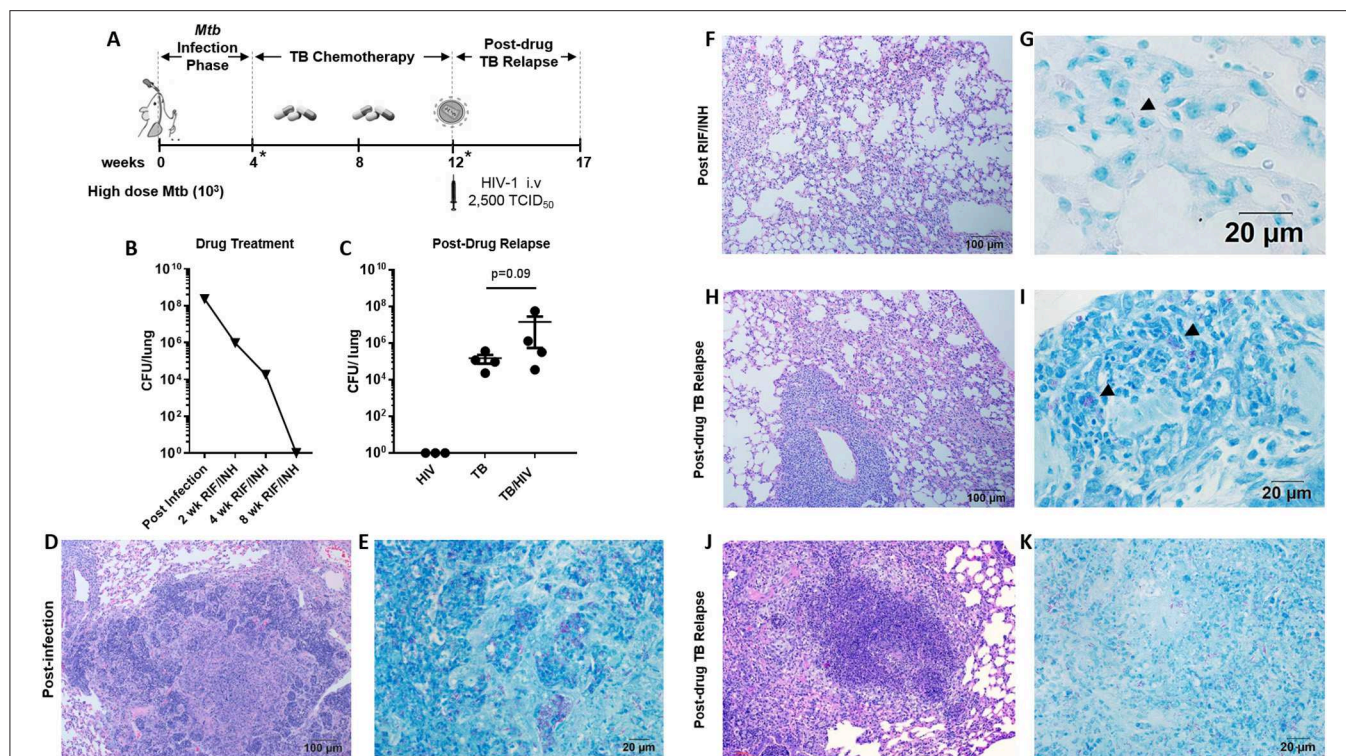 A
Mtb
Infection
Phase
TB Chemotherapy
Post-drug
TB Relapse
weeks
0
4*
8
12*
17
High dose Mtb (10³)
HIV-1 i.v
2,500 TCID₅₀
B
Drug Treatment
CFU/lung
10¹⁰
10⁸
10⁶
10⁴
10²
10⁰
Post Infection
2 wk RIF/INH
4 wk RIF/INH
8 wk RIF/INH
C
Post-Drug Relapse
p=0.09
CFU/ lung
10¹⁰
10⁸
10⁶
10⁴
10²
10⁰
HIV
TB
TB/HIV
D
Post-infection
100 µm
E
20 µm
F
Post RIF/INH
100 µm
G
20 µm
H
Post-drug TB Relapse
100 µm
I
20 µm
J
Post-drug TB Relapse
100 µm
K
20 µm